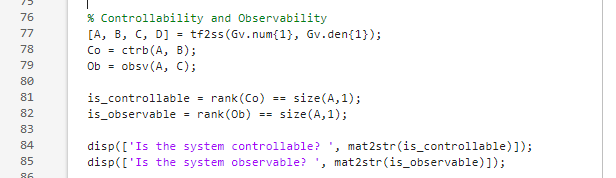 76 % Controllability and Observability
77 [A, B, C, D] = tf2ss(Gv.num{1}, Gv.den{1});
78 Co = ctrb(A, B);
79 Ob = obsv(A, C);
80
81 is_controllable = rank(Co) == size(A,1);
82 is_observable = rank(Ob) == size(A,1);
83
84 disp(['Is the system controllable? ', mat2str(is_controllable)]);
85 disp(['Is the system observable? ', mat2str(is_observable)]);